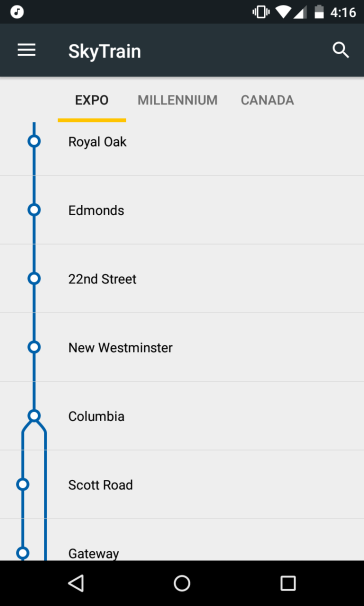 4:16
SkyTrain
EXPO MILLENNIUM CANADA
Royal Oak
Edmonds
22nd Street
New Westminster
Columbia
Scott Road
Gateway